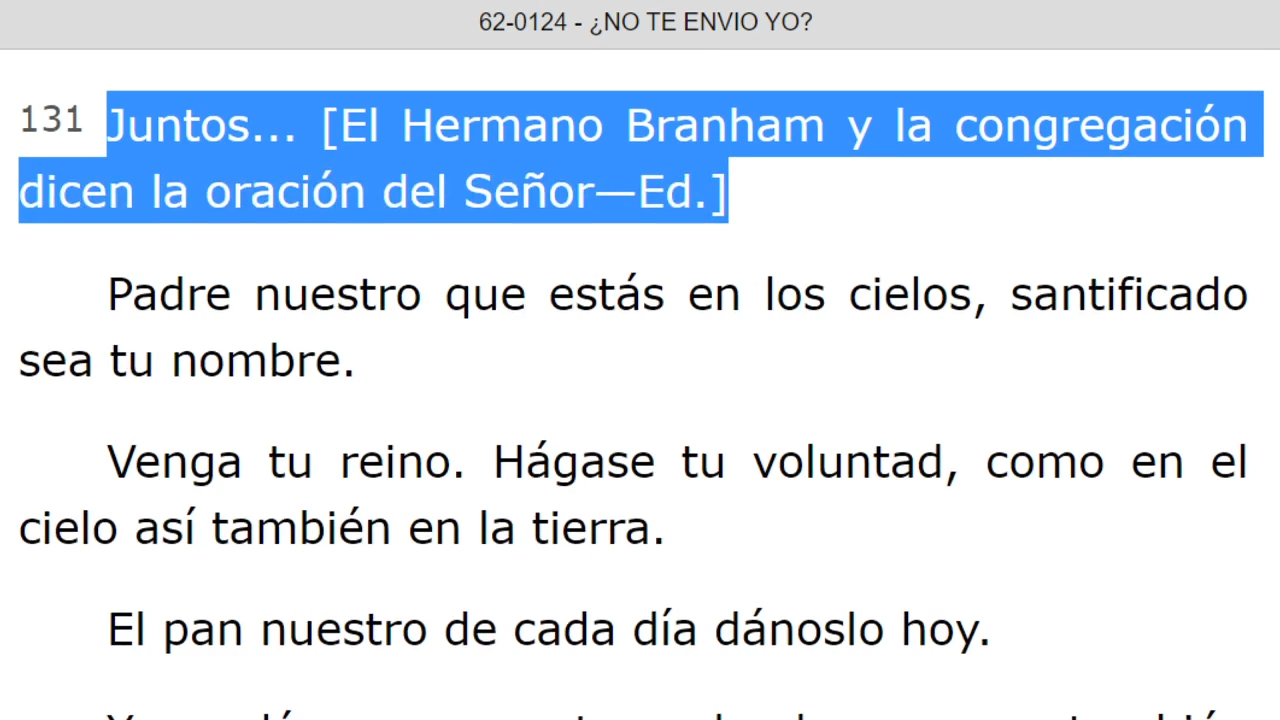 62-0124 - ¿NO TE ENVIO YO?
131 Juntos... [El Hermano Branham y la congregación
dicen la oración del Señor—Ed.]
Padre nuestro que estás en los cielos, santificado
sea tu nombre.
Venga tu reino. Hágase tu voluntad, como en el
cielo así también en la tierra.
El pan nuestro de cada día dánoslo hoy.